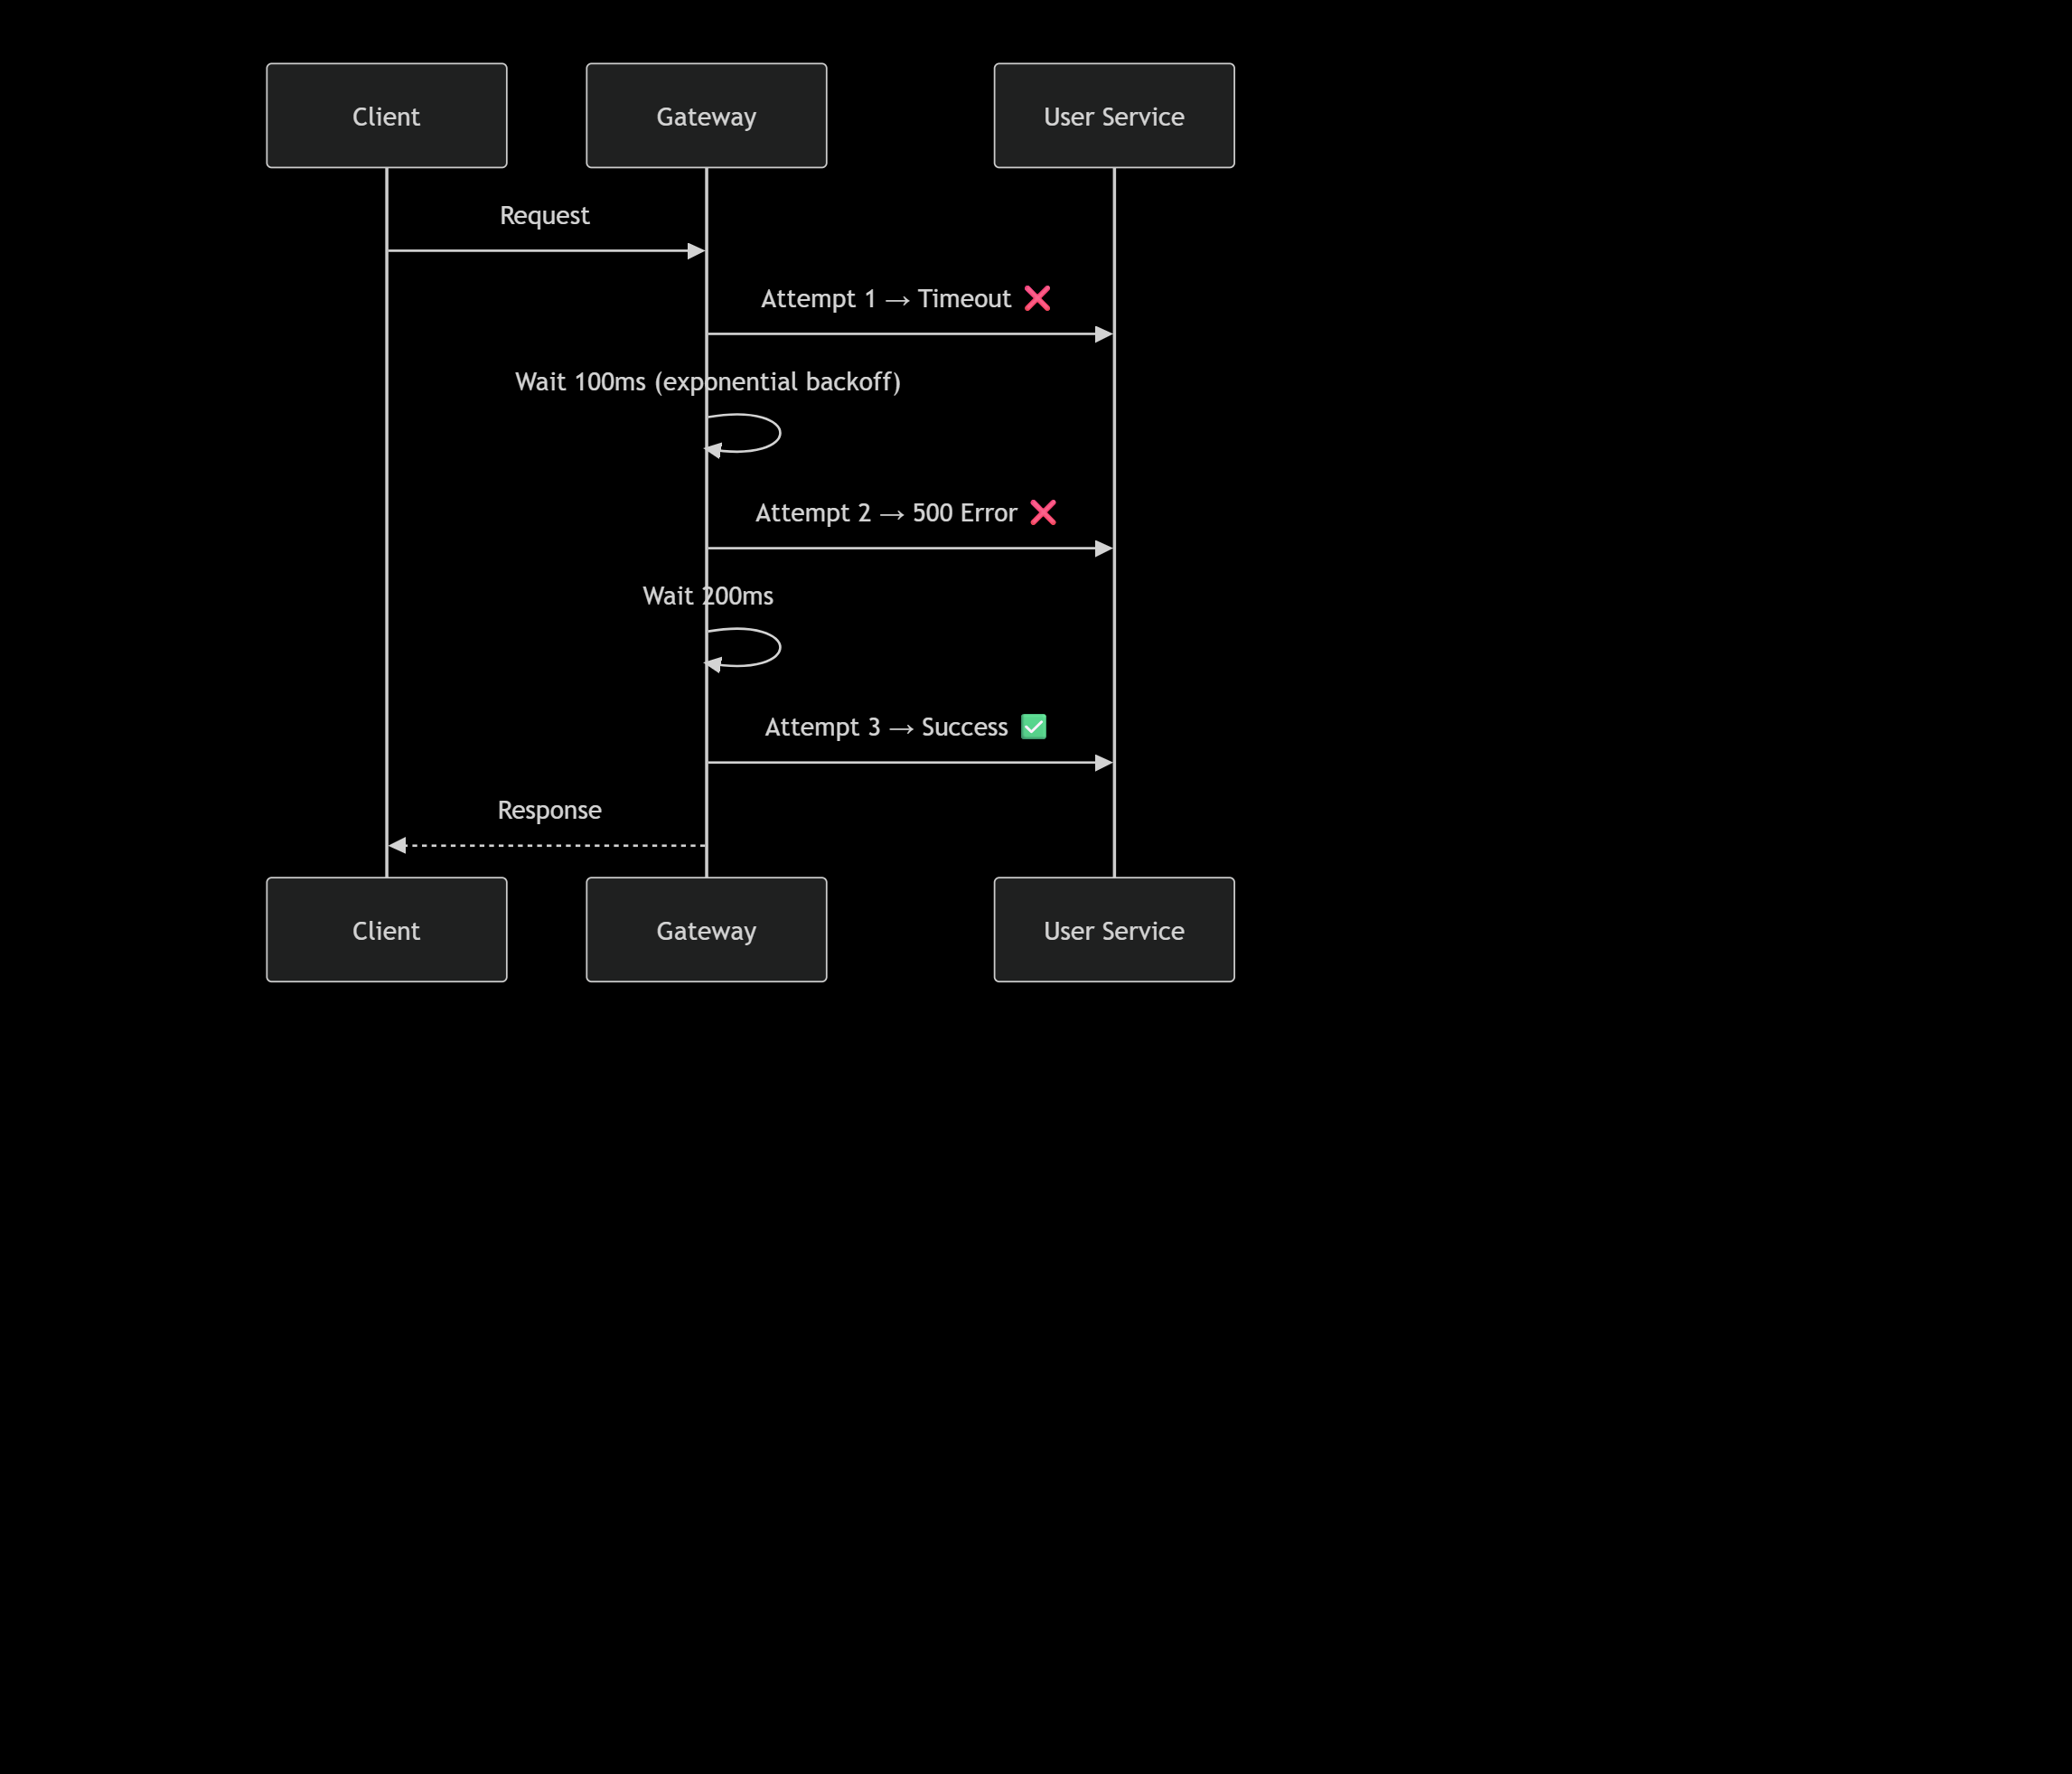 Client
Gateway
User Service
Request
Attempt 1 → Timeout ❌
Wait 100ms (exponential backoff)
Attempt 2 → 500 Error ❌
Wait 200ms
Attempt 3 → Success ✅
Response
Client
Gateway
User Service